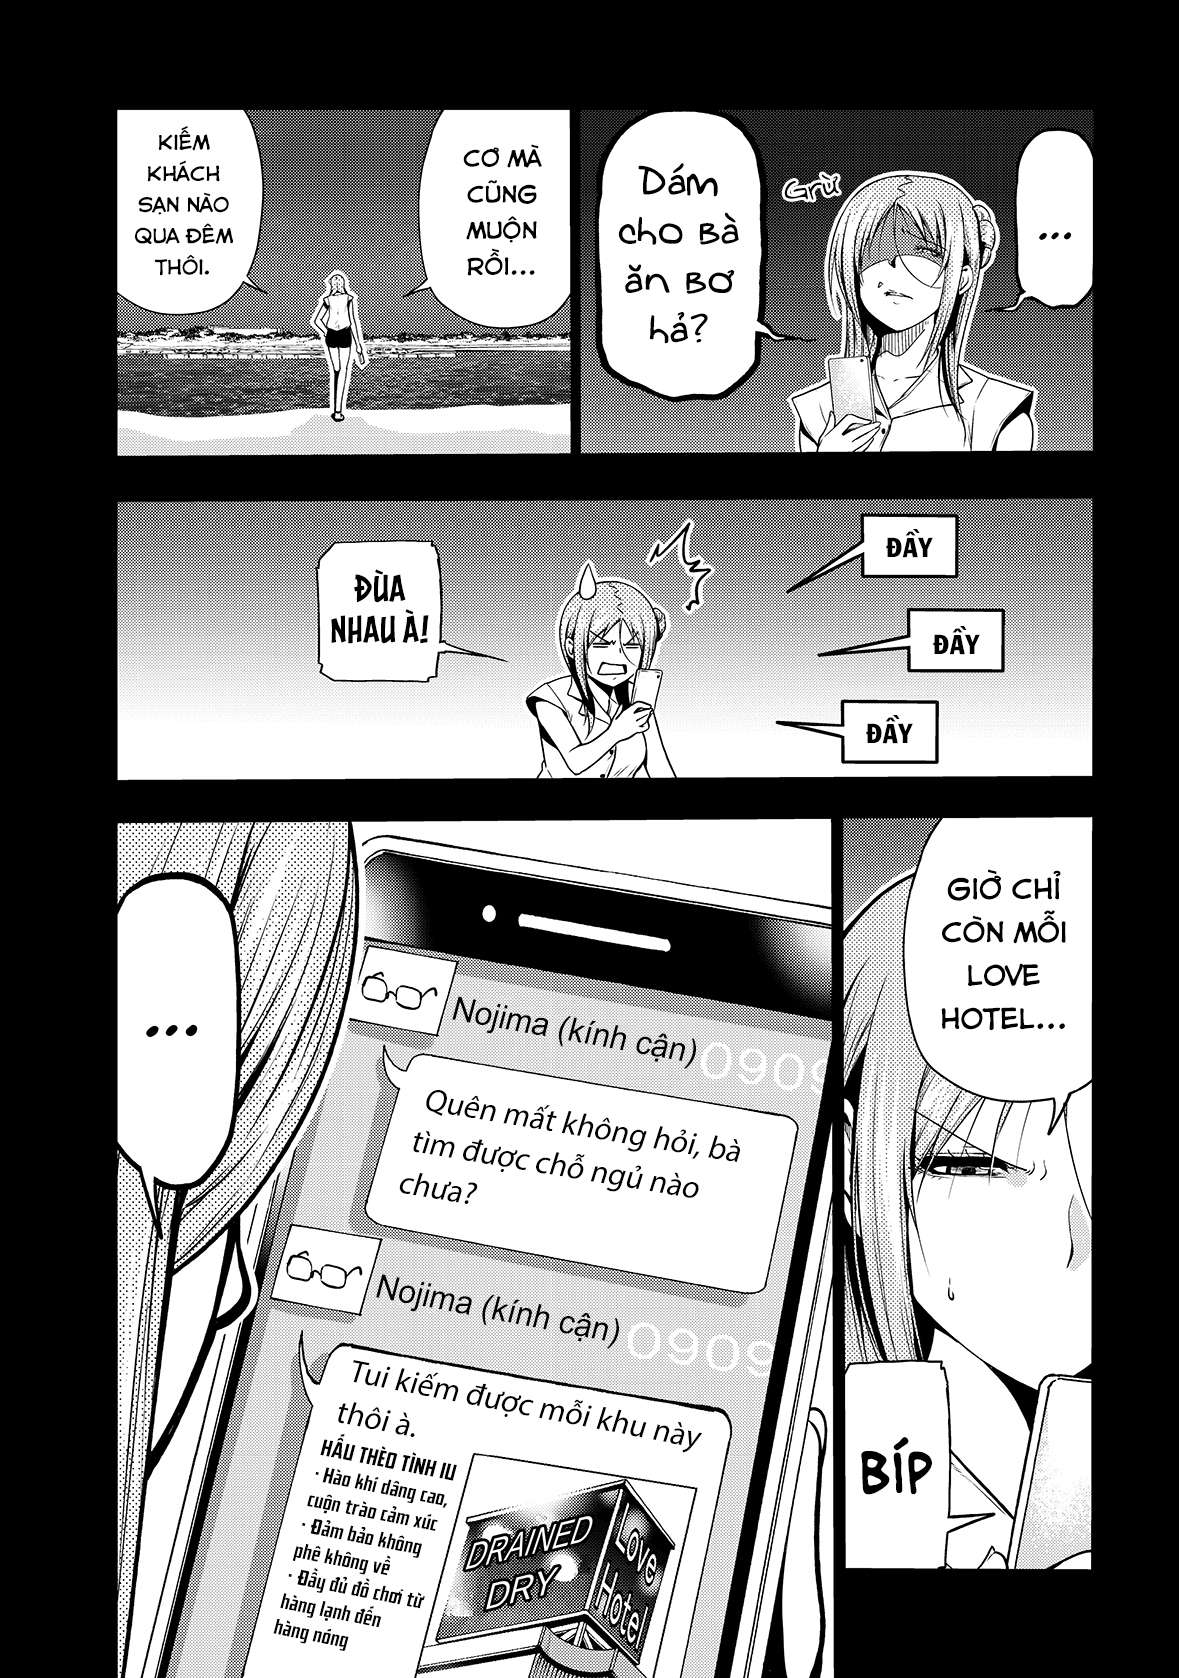 ...
Grừ
Dám
cho Bà
ăn Bơ
hả?
CƠ MÀ
CŨNG
MUỘN
RỒI...
KIẾM
KHÁCH
SẠN NÀO
QUA ĐÊM
THÔI.
ĐẦY
ĐẦY
ĐẦY
ĐÙA
NHAU À!
GIỜ CHỈ
CÒN MỖI
LOVE
HOTEL...
BÍP
Nojima (kính cận) 0909
Quên mất không hỏi, bà
tìm được chỗ ngủ nào
chưa?
Nojima (kính cận) 0909
Tui kiếm được mỗi khu này
thôi à.
HẤU THÈO TÌNH IU
· Hào khí dâng cao,
cuộn trào cảm xúc
· Đảm bảo không
phê không về
· Đầy đủ đồ chơi từ
hàng lạnh đến
hàng nóng
DRAINED
DRY
Love
Hotel
...